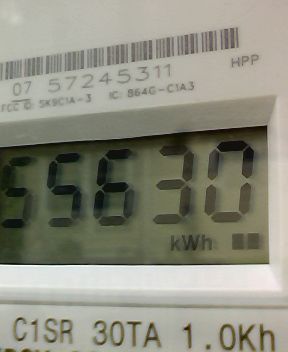 HPP
07 57245311
FCC ID: SK9C1A-3 IC: 864G-C1A3
55630
kWh
C1SR 30TA 1.0Kh